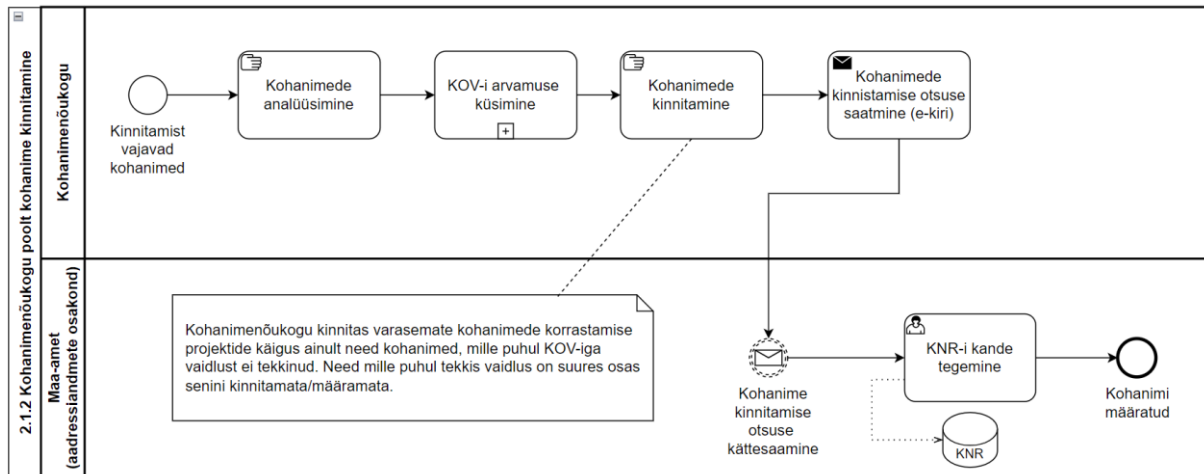 2.1.2 Kohanimenõukogu poolt kohanime kinnitamine
Kohanimenõukogu
Kinnitamist
vajavad
kohanimed
Kohanimede
analüüsimine
KOV-i arvamuse
küsimine
Kohanimede
kinnitamine
Kohanimede
kinnistamise otsuse
saatmine (e-kiri)
Maa-amet
(aadressiandmete osakond)
Kohanimenõukogu kinnitas varasemate kohanimede korrastamise
projektide käigus ainult need kohanimed, mille puhul KOV-iga
vaidlust ei tekkinud. Need mille puhul tekkis vaidlus on suures osas
senini kinnitamata/määramata.
Kohanime
kinnitamise
otsuse
kättesaamine
KNR-i kande
tegemine
KNR
Kohanimi
määratud